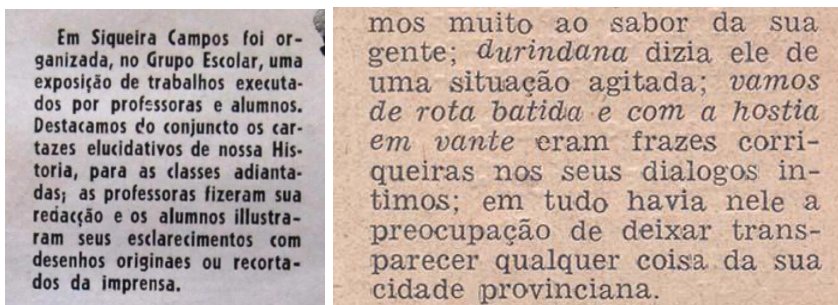 Em Siqueira Campos foi or-
ganizada, no Grupo Escolar, uma
exposição de trabalhos executa-
dos por professoras e alumnos.
Destacamos do conjuncto os car-
tazes elucidativos de nossa His-
toria, para as classes adianta-
das; as professoras fizeram sua
redacção e os alumnos illustra-
ram seus esclarecimentos com
desenhos originaes ou recorta-
dos da imprensa.
mos muito ao sabor da sua
gente; durindana dizia ele de
uma situação agitada; vamos
de rota batida e com a hostia
em vante eram frazes corri-
queiras nos seus dialogos in-
timos; em tudo havia nele a
preocupação de deixar trans-
parecer qualquer coisa da sua
cidade provinciana.